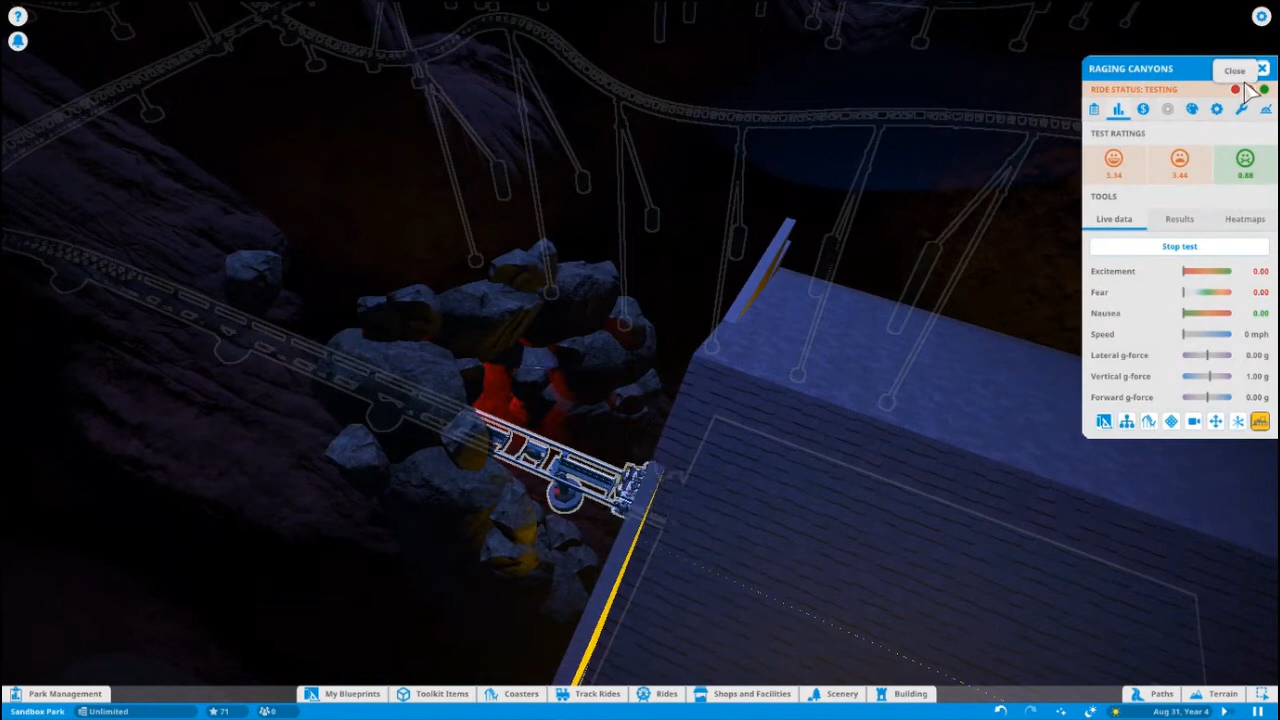 RAGING CANYONS
Close
RIDE STATUS: TESTING
TEST RATINGS
5.34 3.44 0.88
TOOLS
Live data Results Heatmaps
Stop test
Excitement 0.00
Fear 0.00
Nausea 0.00
Speed 0 mph
Lateral g-force 0.00 g
Vertical g-force 1.00 g
Forward g-force 0.00 g
Park Management My Blueprints Toolkit Items Coasters Track Rides Rides Shops and Facilities Scenery Building Paths Terrain
Sandbox Park Unlimited 71 0 Aug 31, Year 4